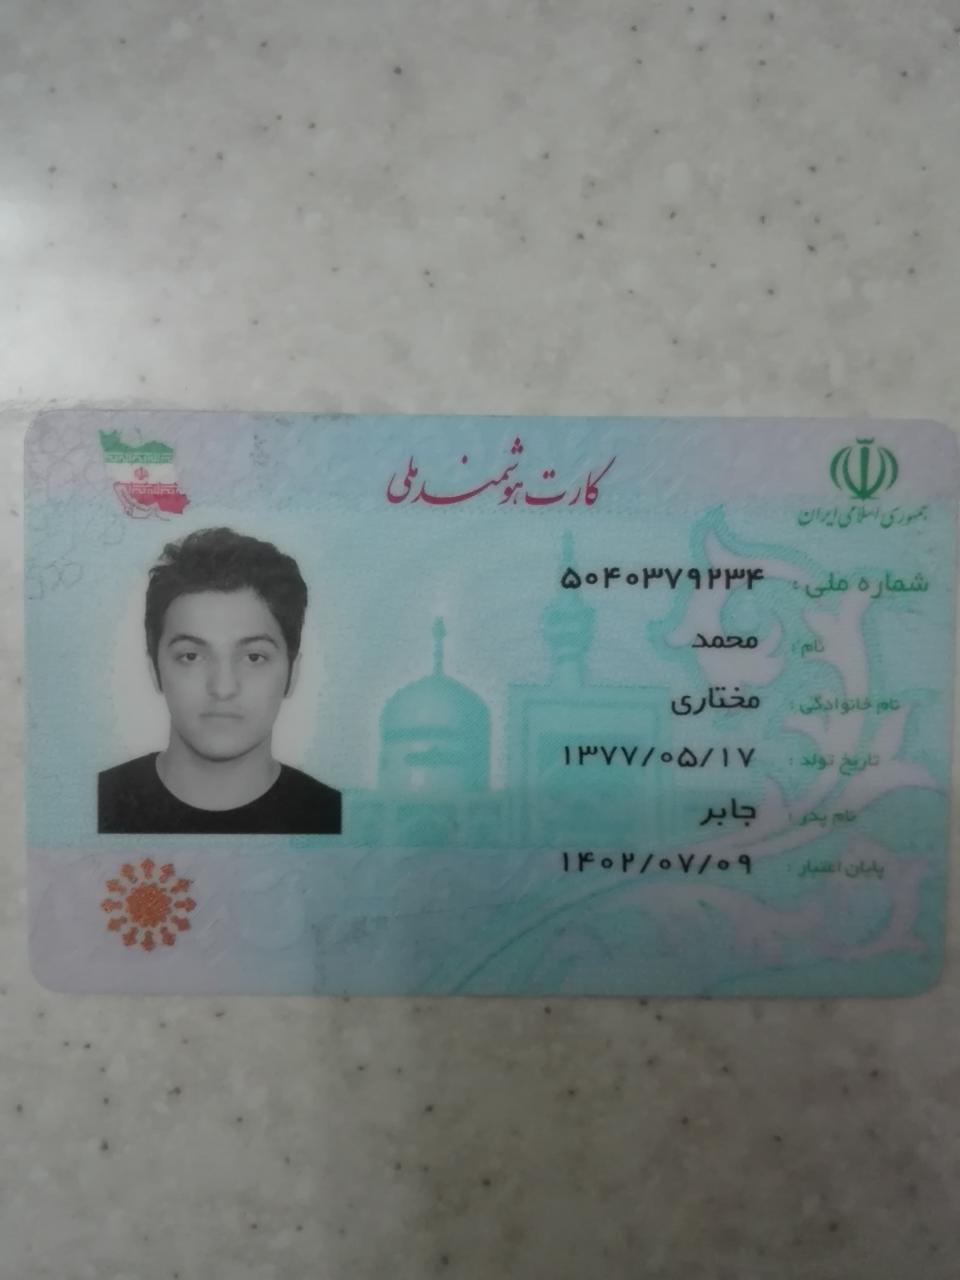 کارت هوشمند ملی
جمهوری اسلامی ایران
شماره ملی : ۵۰۴۰۳۷۹۲۳۴
نام : محمد
نام خانوادگی : مختاری
تاریخ تولد : ۱۳۷۷/۰۵/۱۷
نام پدر : جابر
پایان اعتبار : ۱۴۰۲/۰۷/۰۹